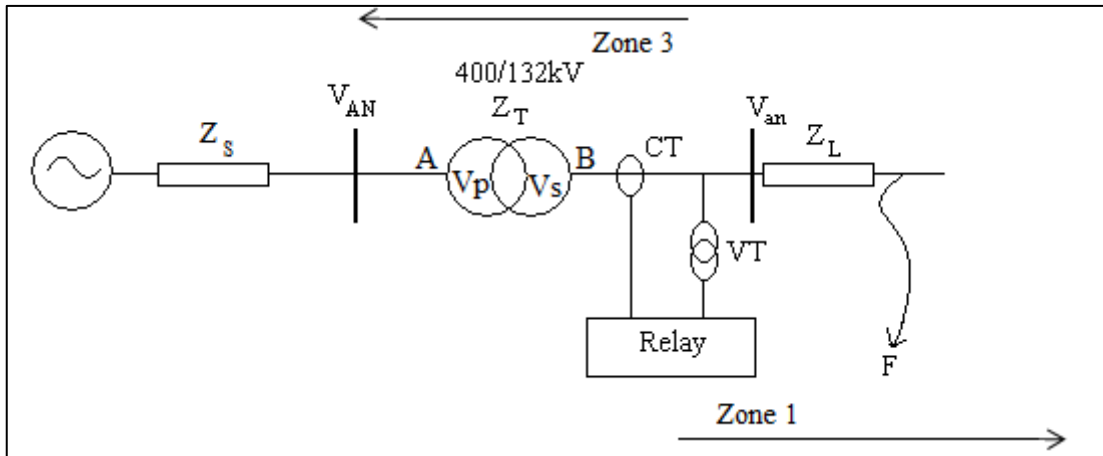 Zone 3
400/132kV
V_AN
Z_T
V_an
Z_S
A
B
CT
Z_L
Vp
Vs
VT
Relay
F
Zone 1